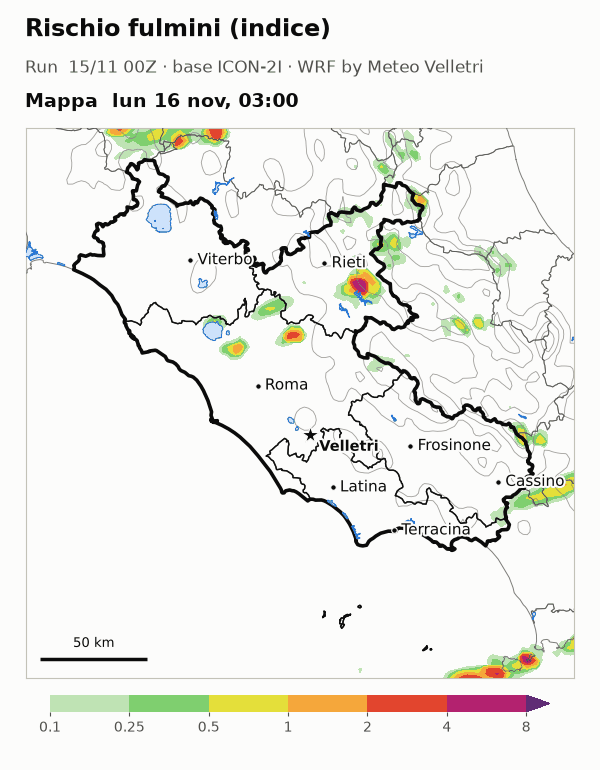 Rischio fulmini (indice)
Run  15/11 00Z · base ICON-2I · WRF by Meteo Velletri
Mappa  lun 16 nov, 03:00
Viterbo
Rieti
Roma
Velletri
Frosinone
Latina
Cassino
Terracina
50 km
0.1 0.25 0.5 1 2 4 8